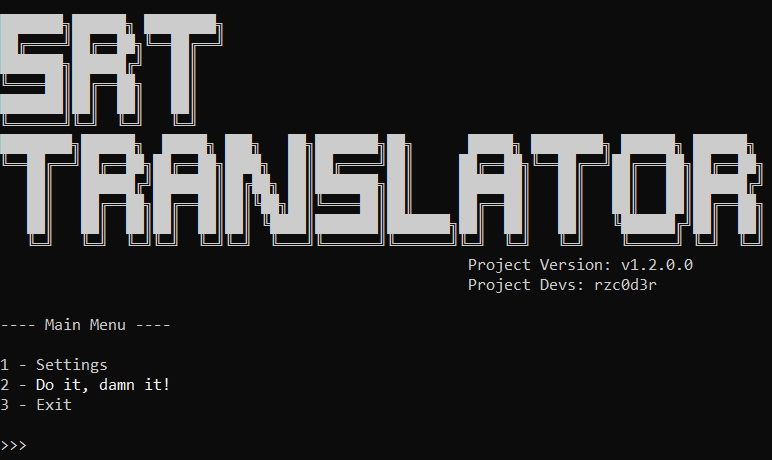 SRT
TRANSLATOR
Project Version: v1.2.0.0
Project Devs: rzc0d3r
---- Main Menu ----
1 - Settings
2 - Do it, damn it!
3 - Exit
>>>